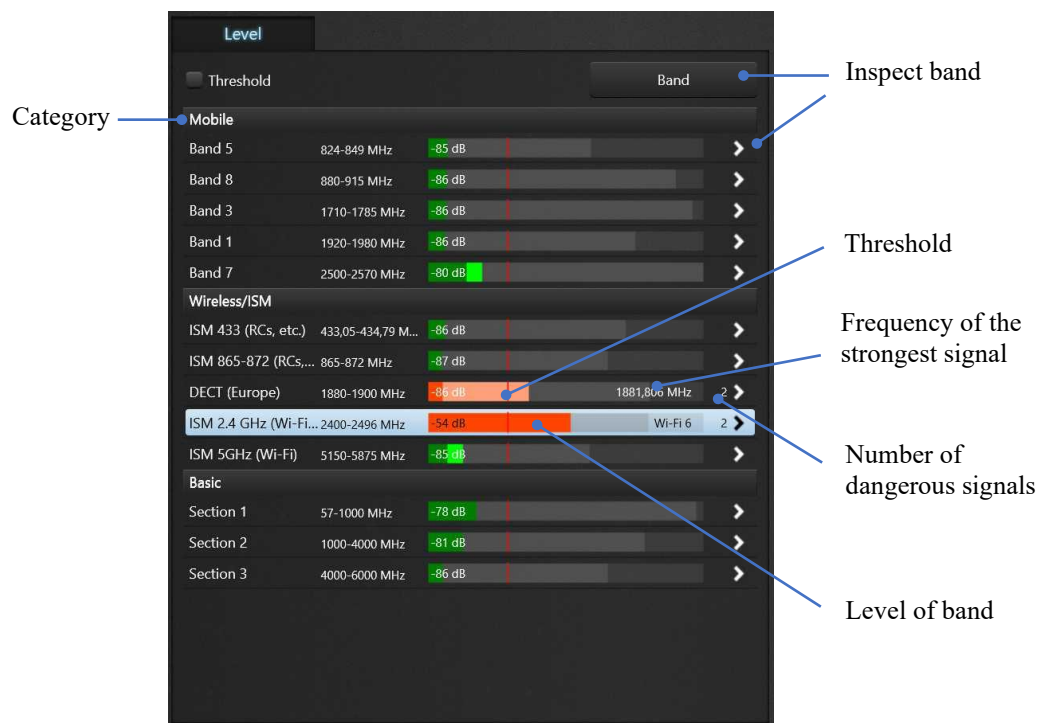 Level
Threshold
Band
Inspect band
Category
Mobile
Band 5 824-849 MHz -85 dB
Band 8 880-915 MHz -86 dB
Band 3 1710-1785 MHz -86 dB
Band 1 1920-1980 MHz -86 dB
Threshold
Band 7 2500-2570 MHz -80 dB
Wireless/ISM
ISM 433 (RCs, etc.) 433,05-434,79 M... -86 dB
Frequency of the
strongest signal
ISM 865-872 (RCs,... 865-872 MHz -87 dB
DECT (Europe) 1880-1900 MHz -86 dB 1881,806 MHz 2
ISM 2.4 GHz (Wi-Fi... 2400-2496 MHz -54 dB Wi-Fi 6 2
ISM 5GHz (Wi-Fi) 5150-5875 MHz -85 dB
Number of
dangerous signals
Basic
Section 1 57-1000 MHz -78 dB
Section 2 1000-4000 MHz -81 dB
Section 3 4000-6000 MHz -86 dB
Level of band